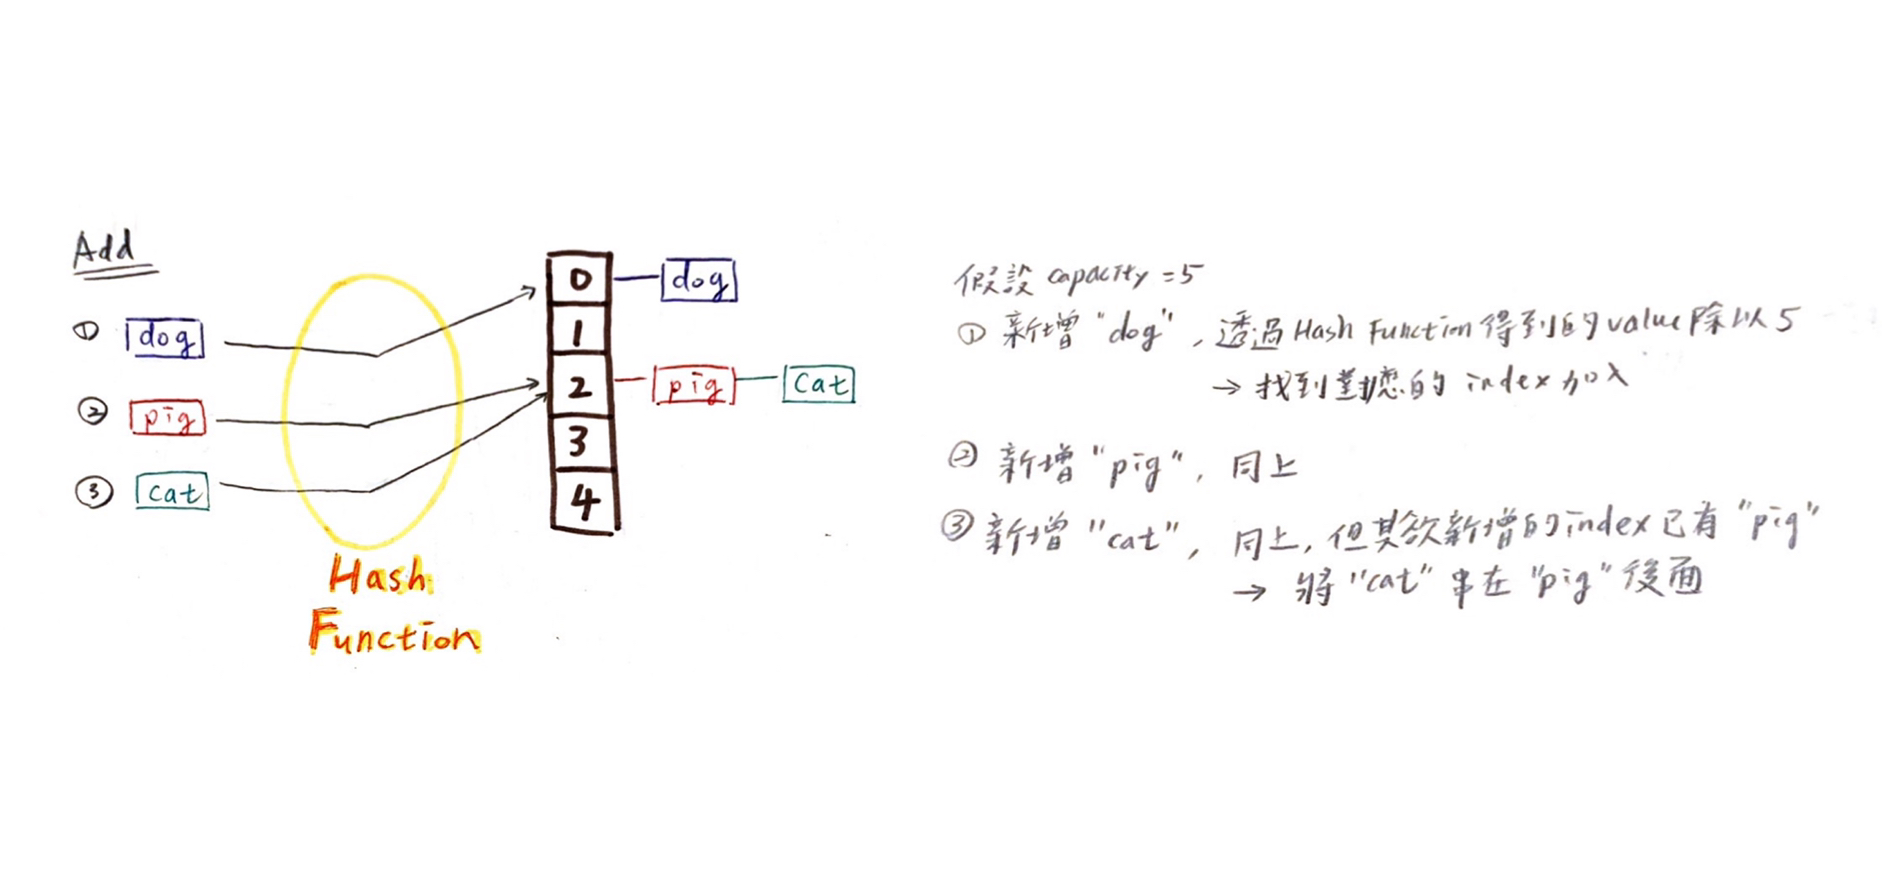 Add
① dog
② pig
③ cat
Hash
Function
0 dog
1
2 pig cat
3
4
假設 capacity = 5
① 新增 "dog", 透過 Hash Function 得到的 value 除以 5
→ 找到對應的 index 加入
② 新增 "pig", 同上
③ 新增 "cat", 同上, 但其欲新增的 index 已有 "pig"
→ 將 "cat" 串在 "pig" 後面